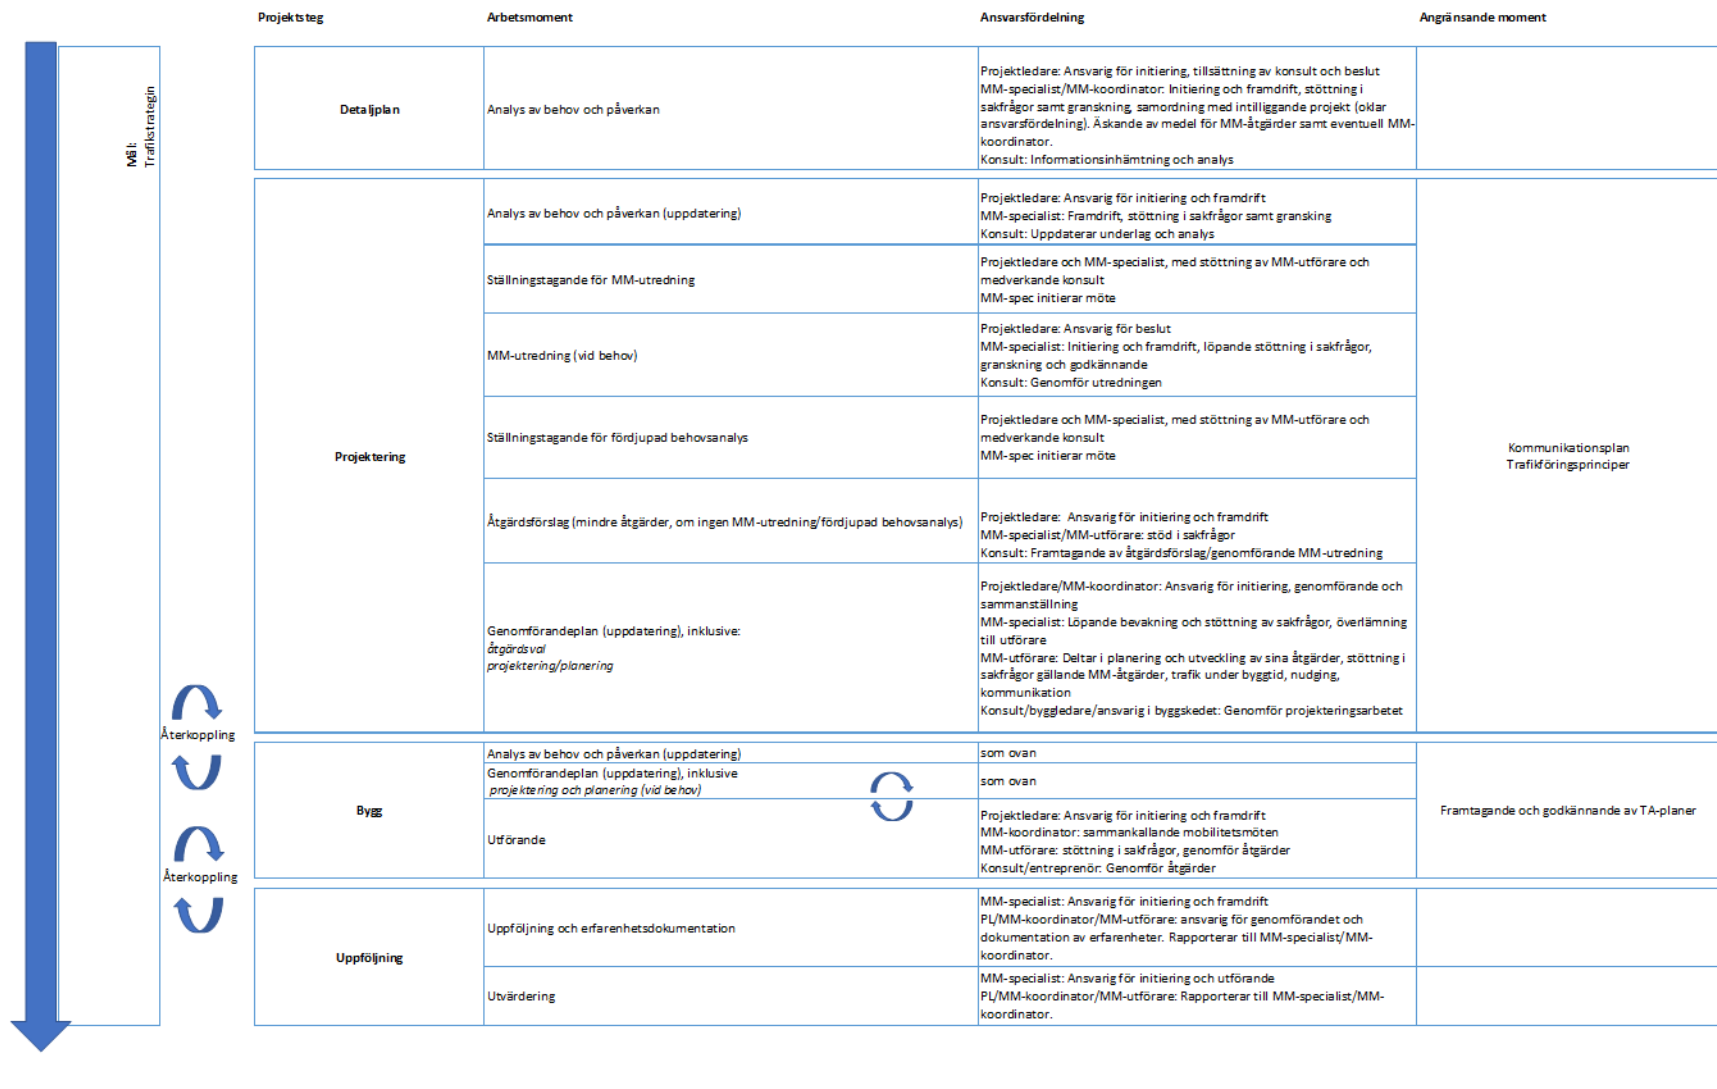 Projektsteg
Arbetsmoment
Ansvarsfördelning
Angränsande moment
Mål:
Trafikstrategin
Detaljplan
Analys av behov och påverkan
Projektledare: Ansvarig för initiering, tillsättning av konsult och beslut
MM-specialist/MM-koordinator: Initiering och framdrift, stöttning i
sakfrågor samt granskning, samordning med intilliggande projekt (oklar
ansvarsfördelning). Äskande av medel för MM-åtgärder samt eventuell MM-
koordinator.
Konsult: Informationsinhämtning och analys
Projektering
Analys av behov och påverkan (uppdatering)
Projektledare: Ansvarig för initiering och framdrift
MM-specialist: Framdrift, stöttning i sakfrågor samt gransking
Konsult: Uppdaterar underlag och analys
Ställningstagande för MM-utredning
Projektledare och MM-specialist, med stöttning av MM-utförare och
medverkande konsult
MM-spec initierar möte
MM-utredning (vid behov)
Projektledare: Ansvarig för beslut
MM-specialist: Initiering och framdrift, löpande stöttning i sakfrågor,
granskning och godkännande
Konsult: Genomför utredningen
Ställningstagande för fördjupad behovsanalys
Projektledare och MM-specialist, med stöttning av MM-utförare och
medverkande konsult
MM-spec initierar möte
Åtgärdsförslag (mindre åtgärder, om ingen MM-utredning/fördjupad behovsanalys)
Projektledare:  Ansvarig för initiering och framdrift
MM-specialist/MM-utförare: stöd i sakfrågor
Konsult: Framtagande av åtgärdsförslag/genomförande MM-utredning
Genomförandeplan (uppdatering), inklusive:
åtgärdsval
projektering/planering
Projektledare/MM-koordinator: Ansvarig för initiering, genomförande och
sammanställning
MM-specialist: Löpande bevakning och stöttning av sakfrågor, överlämning
till utförare
MM-utförare: Deltar i planering och utveckling av sina åtgärder, stöttning i
sakfrågor gällande MM-åtgärder, trafik under byggtid, nudging,
kommunikation
Konsult/byggledare/ansvarig i byggskedet: Genomför projekteringsarbetet
Kommunikationsplan
Trafikföringsprinciper
Återkoppling
Bygg
Analys av behov och påverkan (uppdatering)
som ovan
Genomförandeplan (uppdatering), inklusive
projektering och planering (vid behov)
som ovan
Utförande
Projektledare: Ansvarig för initiering och framdrift
MM-koordinator: sammankallande mobilitetsmöten
MM-utförare: stöttning i sakfrågor, genomför åtgärder
Konsult/entreprenör: Genomför åtgärder
Framtagande och godkännande av TA-planer
Återkoppling
Uppföljning
Uppföljning och erfarenhetsdokumentation
MM-specialist: Ansvarig för initiering och framdrift
PL/MM-koordinator/MM-utförare: ansvarig för genomförandet och
dokumentation av erfarenheter. Rapporterar till MM-specialist/MM-
koordinator.
Utvärdering
MM-specialist: Ansvarig för initiering och utförande
PL/MM-koordinator/MM-utförare: Rapporterar till MM-specialist/MM-
koordinator.